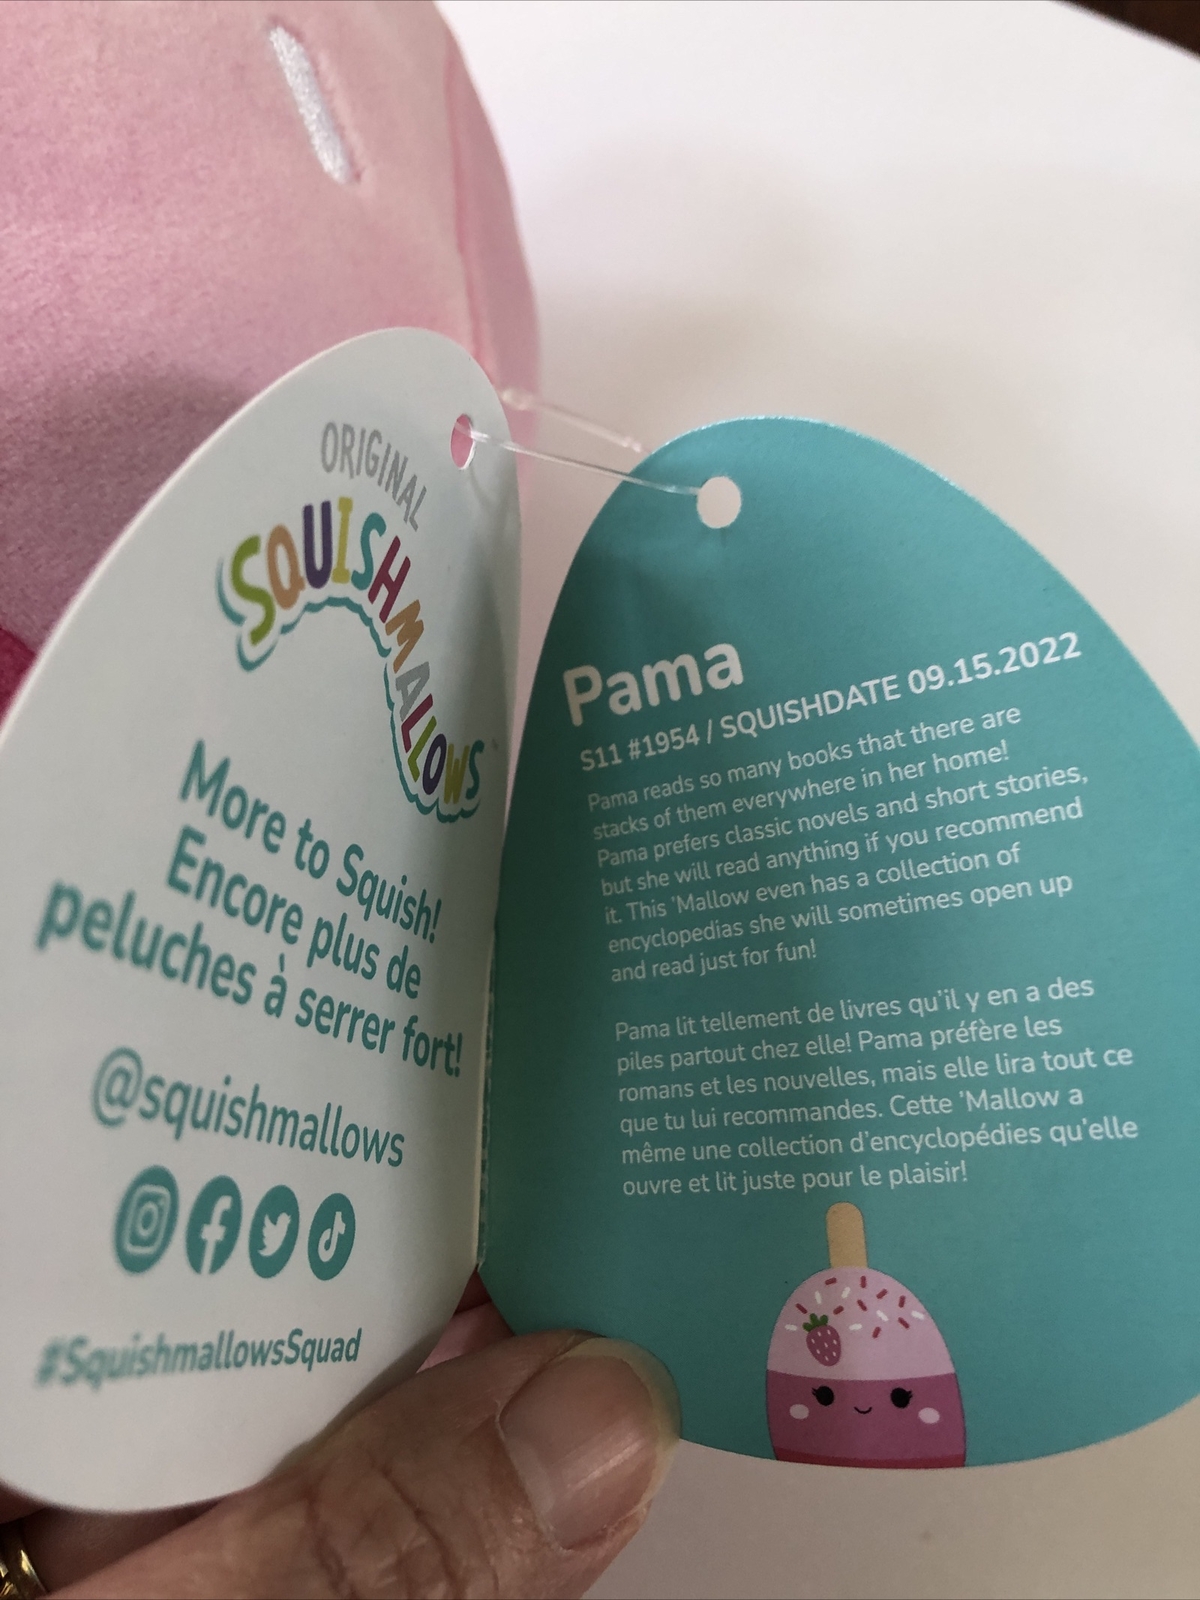 ORIGINAL
SQUISHMALLOWS
More to Squish!
Encore plus de
peluches à serrer fort!
@squishmallows
#SquishmallowsSquad
Pama
S11 #1954 / SQUISHDATE 09.15.2022
Pama reads so many books that there are
stacks of them everywhere in her home!
Pama prefers classic novels and short stories,
but she will read anything if you recommend
it. This 'Mallow even has a collection of
encyclopedias she will sometimes open up
and read just for fun!
Pama lit tellement de livres qu'il y en a des
piles partout chez elle! Pama préfère les
romans et les nouvelles, mais elle lira tout ce
que tu lui recommandes. Cette 'Mallow a
même une collection d'encyclopédies qu'elle
ouvre et lit juste pour le plaisir!